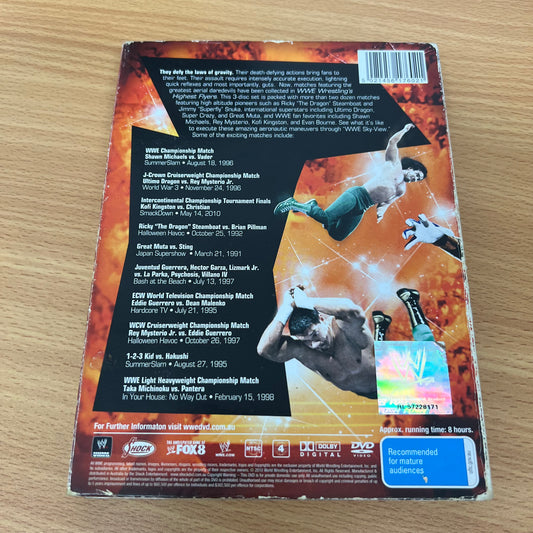 They defy the laws of gravity. Their death-defying actions bring fans to
their feet. Their assault requires intensely accurate execution, lightning
quick reflexes and most importantly, guts. Now, matches featuring the
greatest aerial daredevils have been collected in WWE Wrestling's
Highest Flyers. This 3 disc set is packed with more than two dozen matches
featuring high altitude pioneers such as Ricky "The Dragon" Steamboat and
Jimmy "Superfly" Snuka, international superstars including Ultimo Dragon,
Super Crazy, and Great Muta, and WWE fan favorites including Shawn
Michaels, Rey Mysterio, Kofi Kingston, and Evan Bourne. See what it's like
to execute these amazing aeronautic maneuvers through "WWE Sky-View."
Some of the exciting matches include:
WWE Championship Match
Shawn Michaels vs. Vader
SummerSlam • August 18, 1996
J-Crown Cruiserweight Championship Match
Ultimo Dragon vs. Rey Mysterio Jr.
World War 3 • November 24, 1996
Intercontinental Championship Tournament Finals
Kofi Kingston vs. Christian
SmackDown • May 14, 2010
Ricky "The Dragon" Steamboat vs. Brian Pillman
Halloween Havoc • October 25, 1992
Great Muta vs. Sting
Japan Supershow • March 21, 1991
Juventud Guerrero, Hector Garza, Lizmark Jr.
vs. La Parka, Psychosis, Villano IV
Bash at the Beach • July 13, 1997
ECW World Television Championship Match
Eddie Guerrero vs. Dean Malenko
Hardcore TV • July 21, 1995
WCW Cruiserweight Championship Match
Rey Mysterio Jr. vs. Eddie Guerrero
Halloween Havoc • October 26, 1997
1-2-3 Kid vs. Hakushi
SummerSlam • August 27, 1995
WWE Light Heavyweight Championship Match
Taka Michinoku vs. Pantera
In Your House: No Way Out • February 15, 1998
For Further Informaton visit www.wwedvd.com.au
Approx. running time: 8 hours.
SHOCK
FOX8
NTSC
4
DOLBY
DIGITAL
DVD
VIDEO
Recommended
for mature
audiences